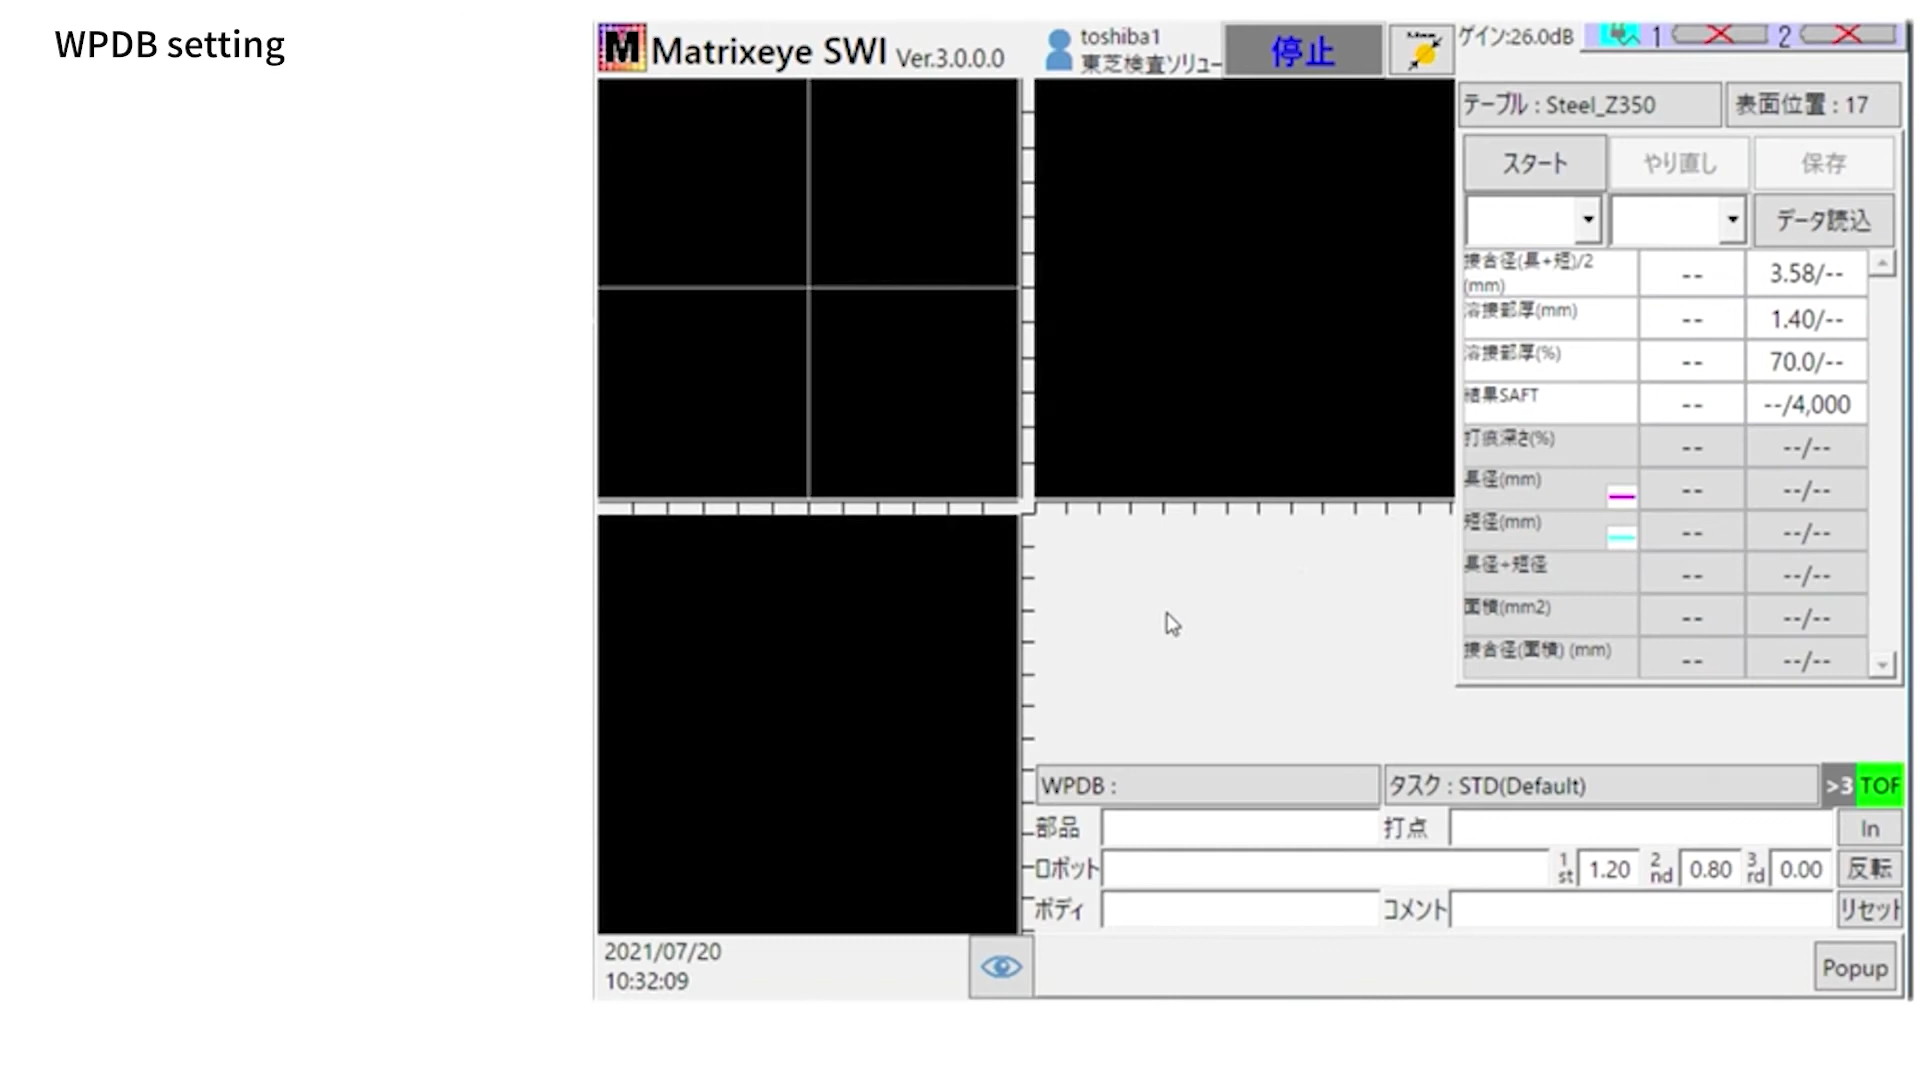 WPDB setting
M Matrixeye SWI Ver.3.0.0.0
toshiba1
東芝検査ソリュー
停止
ゲイン:26.0dB
1
2
テーブル : Steel_Z350
表面位置 : 17
スタート
やり直し
保存
データ読込
接合径(長+短)/2
(mm)
--
3.58/--
溶接部厚(mm)
--
1.40/--
溶接部厚(%)
--
70.0/--
結果SAFT
--
--/4,000
打痕深さ(%)
--
--/--
長径(mm)
--
--/--
短径(mm)
--
--/--
長径+短径
--
--/--
面積(mm2)
--
--/--
接合径(面積) (mm)
--
--/--
WPDB :
タスク : STD(Default)
>3
TOF
部品
打点
In
ロボット
1st 1.20
2nd 0.80
3rd 0.00
反転
ボディ
コメント
リセット
2021/07/20
10:32:09
Popup